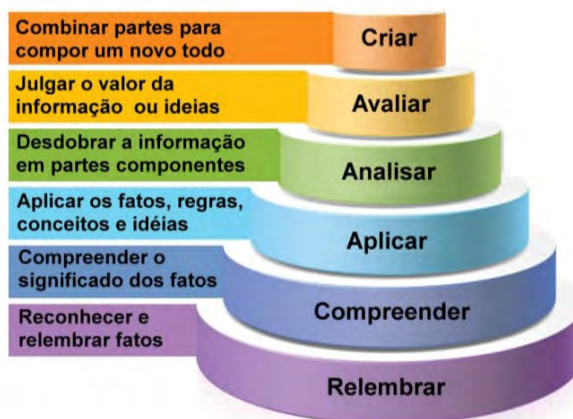 Combinar partes para
compor um novo todo
Criar
Julgar o valor da
informação ou ideias
Avaliar
Desdobrar a informação
em partes componentes
Analisar
Aplicar os fatos, regras,
conceitos e idéias
Aplicar
Compreender o
significado dos fatos
Compreender
Reconhecer e
relembrar fatos
Relembrar